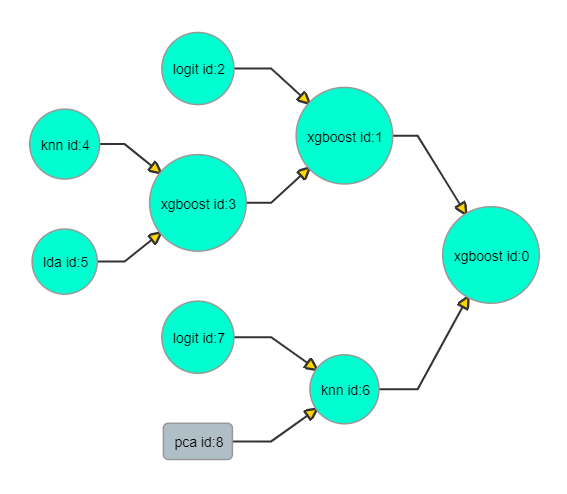 logit id:2
xgboost id:1
knn id:4
xgboost id:3
lda id:5
xgboost id:0
logit id:7
knn id:6
pca id:8